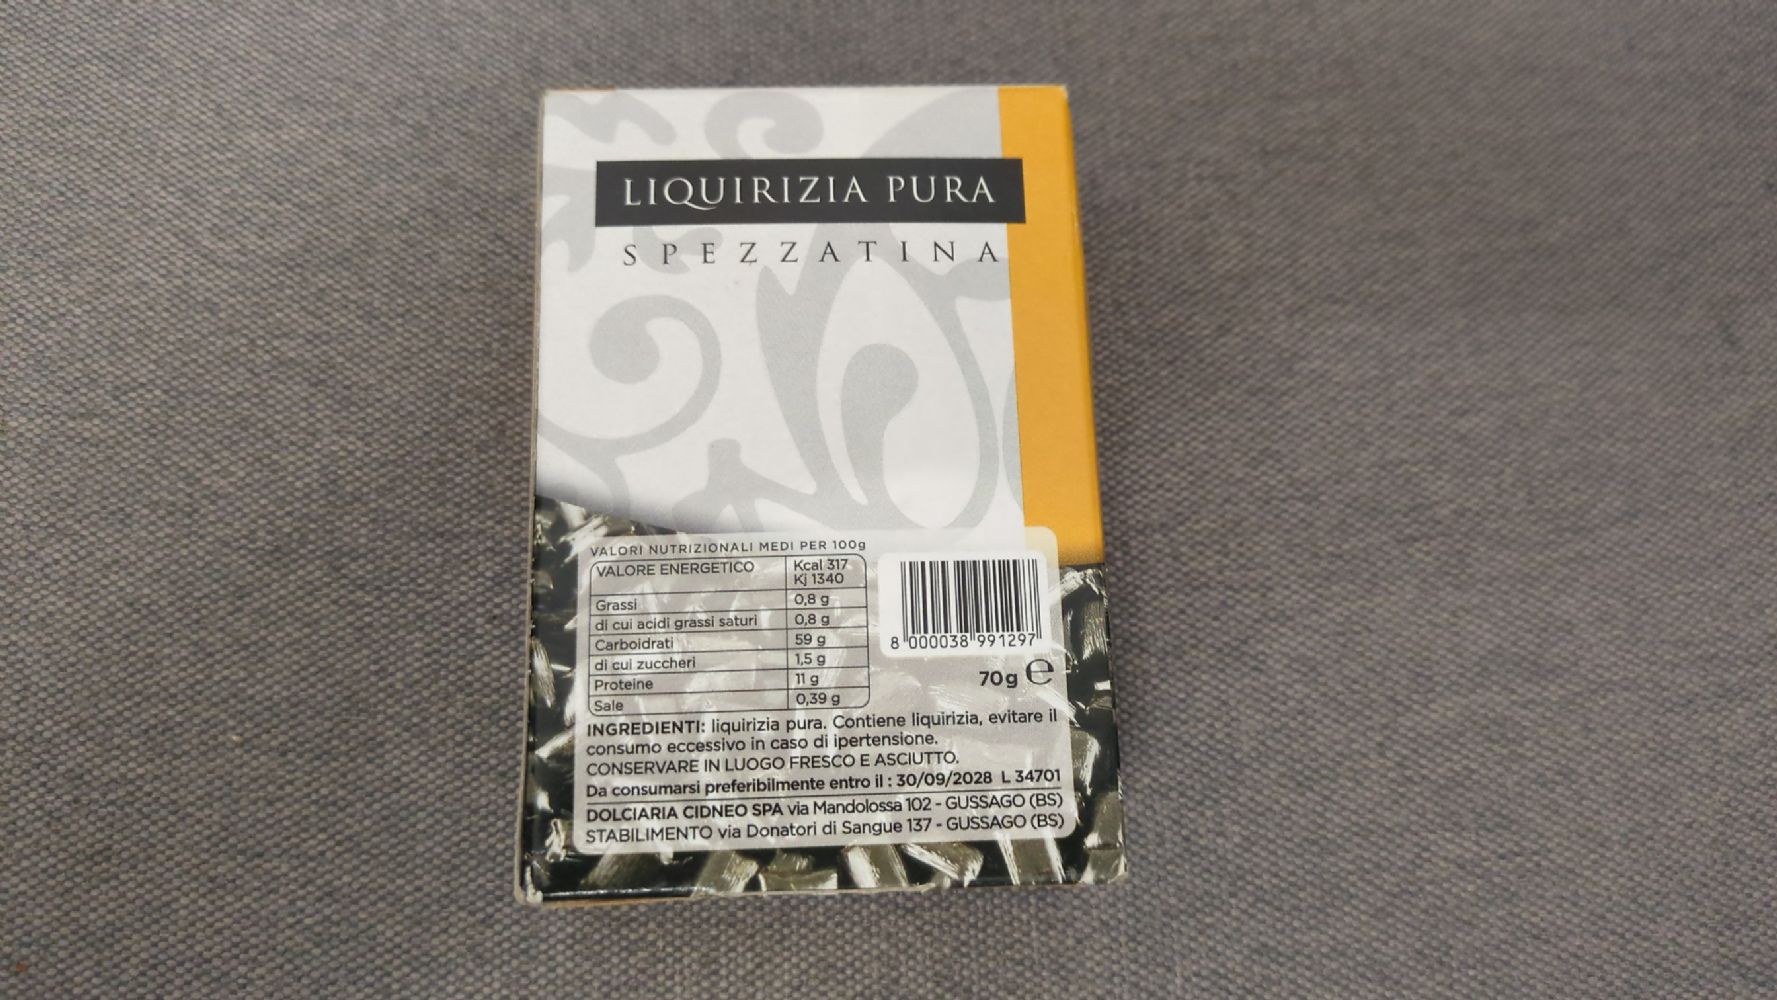 LIQUIRIZIA PURA
SPEZZATINA
VALORI NUTRIZIONALI MEDI PER 100g
VALORE ENERGETICO Kcal 317
Kj 1340
Grassi 0,8 g
di cui acidi grassi saturi 0,8 g
Carboidrati 59 g
di cui zuccheri 1,5 g
Proteine 11 g
Sale 0,39 g
8 000038 991297
70g e
INGREDIENTI: liquirizia pura. Contiene liquirizia, evitare il
consumo eccessivo in caso di ipertensione.
CONSERVARE IN LUOGO FRESCO E ASCIUTTO.
Da consumarsi preferibilmente entro il : 30/09/2028 L 34701
DOLCIARIA CIDNEO SPA via Mandolossa 102 - GUSSAGO (BS)
STABILIMENTO via Donatori di Sangue 137 - GUSSAGO (BS)